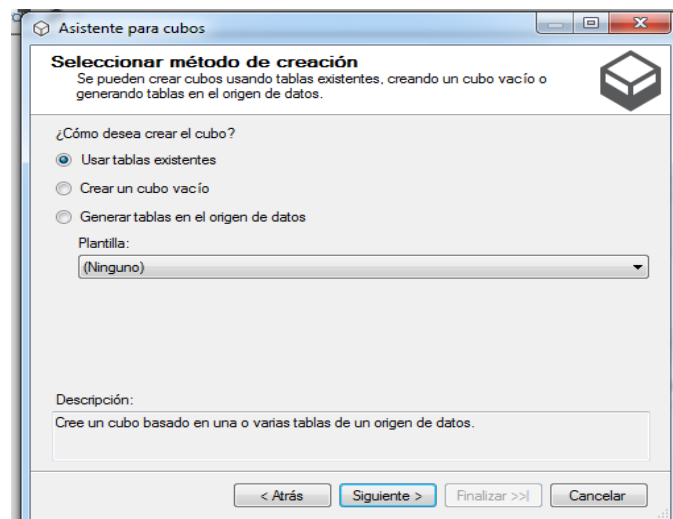 Asistente para cubos
Seleccionar método de creación
Se pueden crear cubos usando tablas existentes, creando un cubo vacío o
generando tablas en el origen de datos.
¿Cómo desea crear el cubo?
Usar tablas existentes
Crear un cubo vacío
Generar tablas en el origen de datos
Plantilla:
(Ninguno)
Descripción:
Cree un cubo basado en una o varias tablas de un origen de datos.
< Atrás Siguiente > Finalizar >>| Cancelar